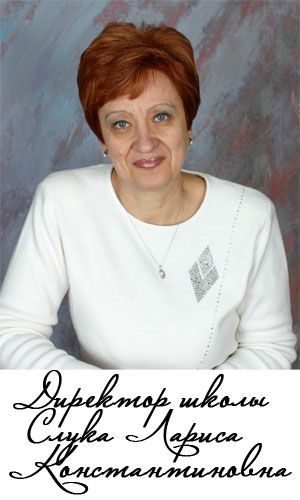 Директор школы
Слука Лариса
Константиновна